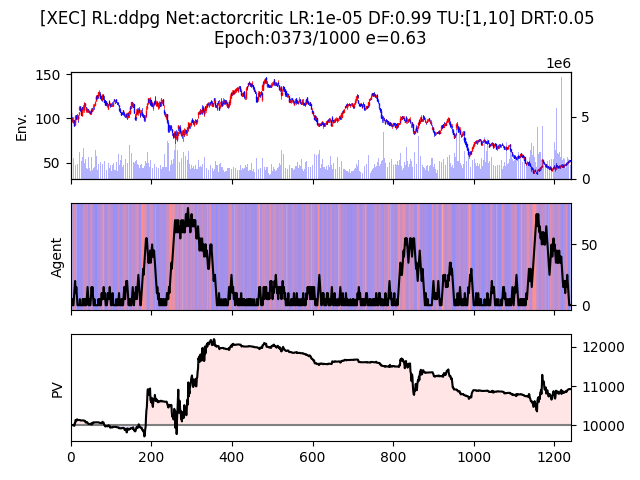 [XEC] RL:ddpg Net:actorcritic LR:1e-05 DF:0.99 TU:[1,10] DRT:0.05
Epoch:0373/1000 e=0.63
1e6
150
100
50
Env.
5
0
Agent
50
0
PV
12000
11000
10000
0 200 400 600 800 1000 1200